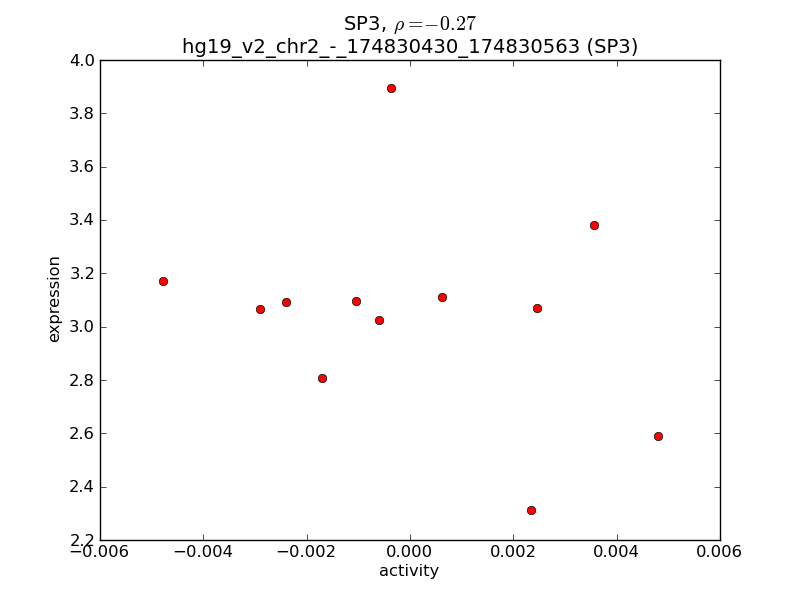 SP3, ρ=−0.27
hg19_v2_chr2_-_174830430_174830563 (SP3)
4.0
3.8
3.6
3.4
3.2
3.0
2.8
2.6
2.4
2.2
expression
−0.006 −0.004 −0.002 0.000 0.002 0.004 0.006
activity